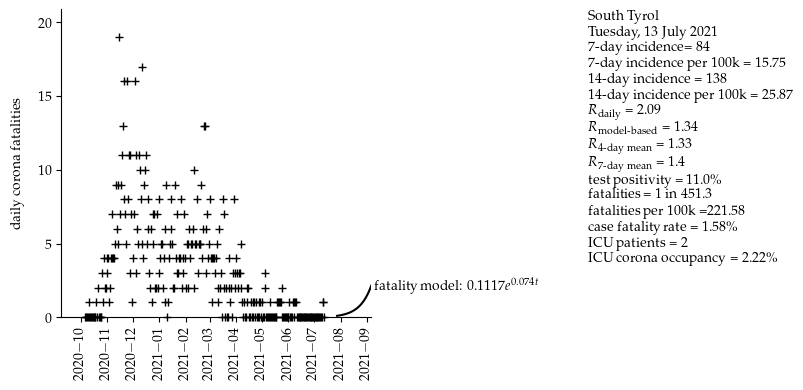 South Tyrol
Tuesday, 13 July 2021
7-day incidence= 84
7-day incidence per 100k = 15.75
14-day incidence = 138
14-day incidence per 100k = 25.87
R_daily = 2.09
R_model-based = 1.34
R_4-day mean = 1.33
R_7-day mean = 1.4
test positivity = 11.0%
fatalities = 1 in 451.3
fatalities per 100k =221.58
case fatality rate = 1.58%
ICU patients = 2
ICU corona occupancy = 2.22%
daily corona fatalities
20
15
10
5
0
fatality model: 0.1117e^0.074t
2020−10
2020−11
2020−12
2021−01
2021−02
2021−03
2021−04
2021−05
2021−06
2021−07
2021−08
2021−09